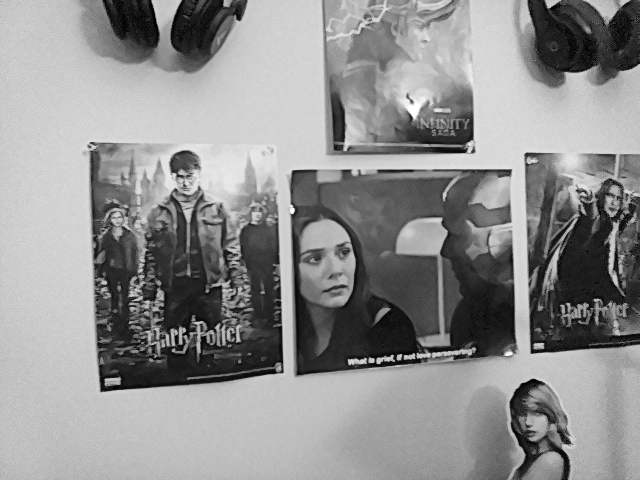 INFINITY
SAGA
Harry Potter
What is grief, if not love persevering?
Harry Potter